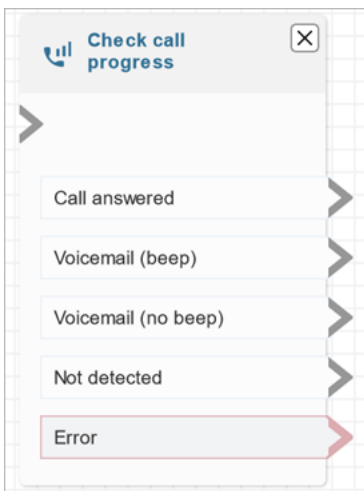 Check call
progress
Call answered
Voicemail (beep)
Voicemail (no beep)
Not detected
Error